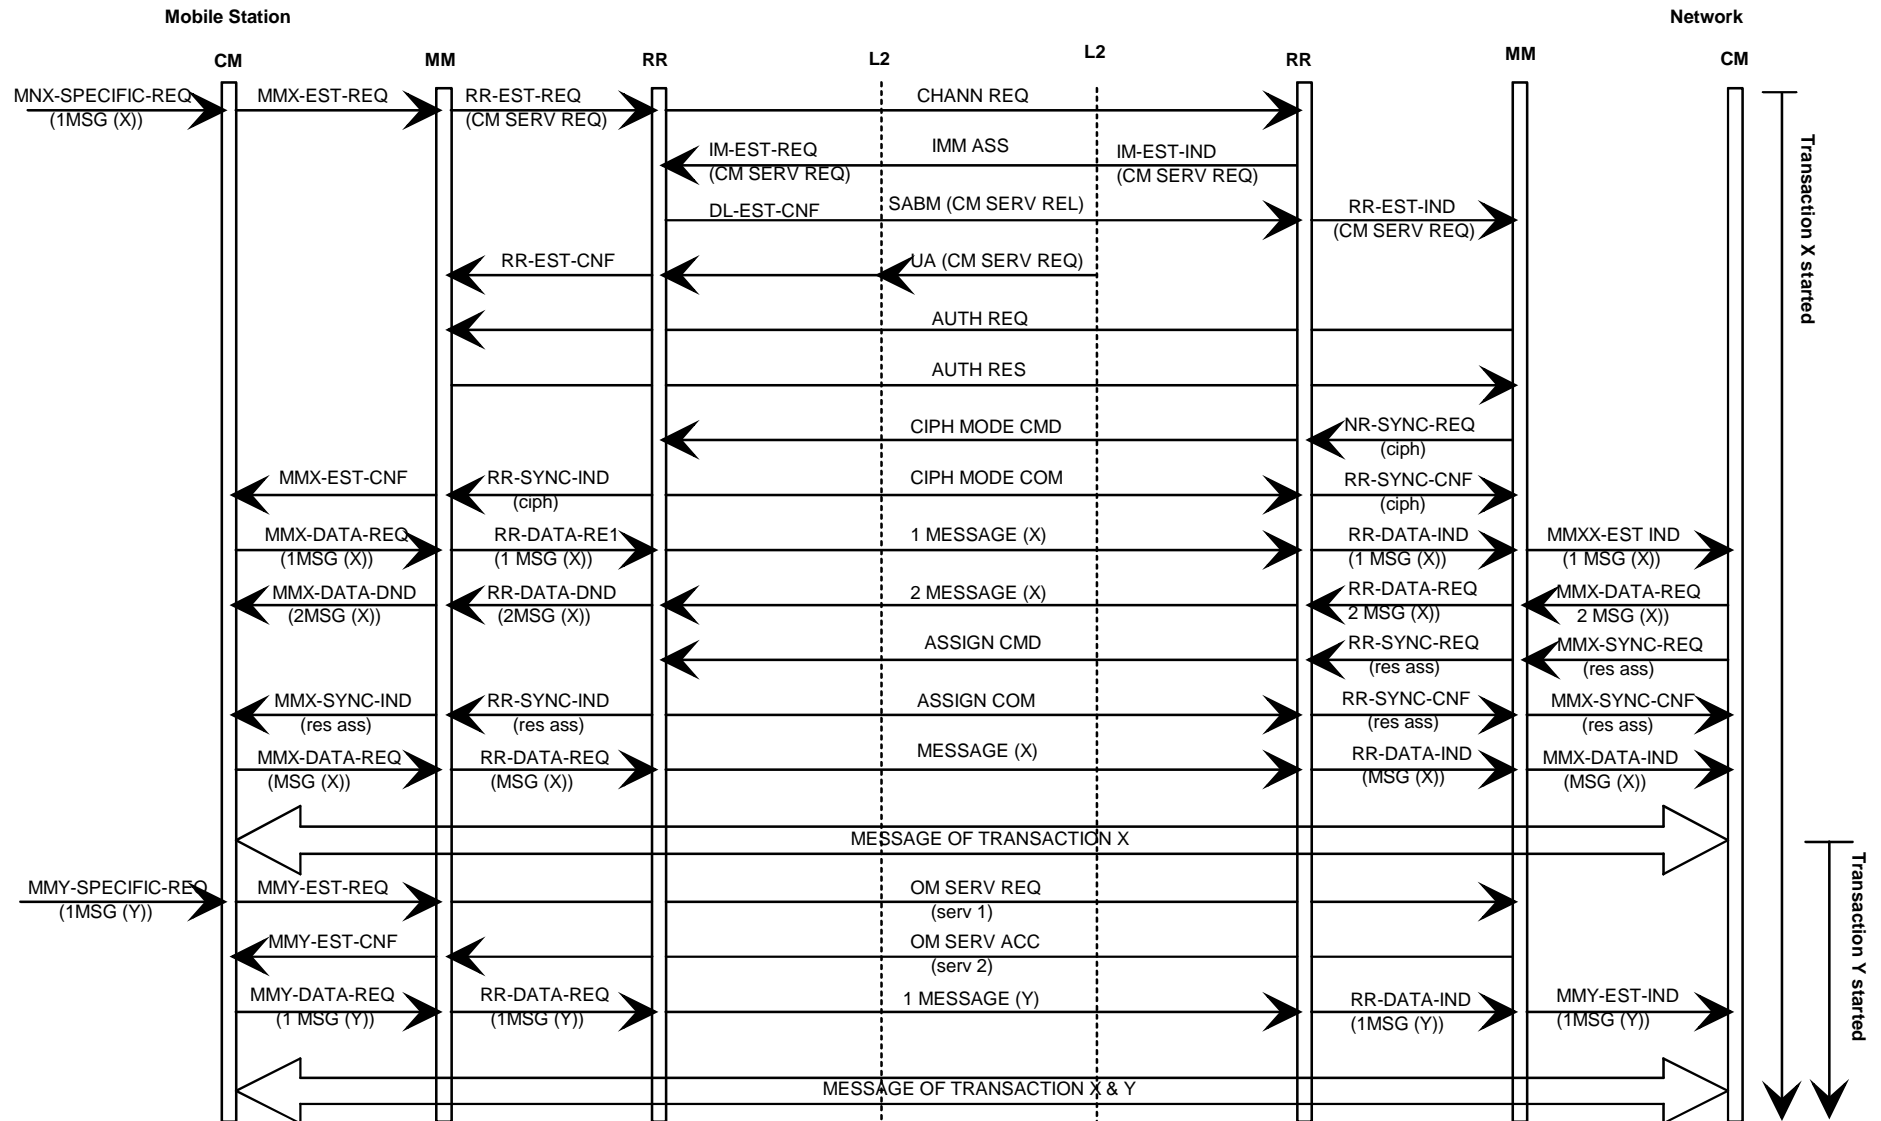 Mobile Station
Network
CM
MM
RR
L2
L2
RR
MM
CM
MNX-SPECIFIC-REQ
(1MSG (X))
MMX-EST-REQ
RR-EST-REQ
(CM SERV REQ)
CHANN REQ
IM-EST-REQ
(CM SERV REQ)
IMM ASS
IM-EST-IND
(CM SERV REQ)
DL-EST-CNF
SABM (CM SERV REL)
RR-EST-IND
(CM SERV REQ)
RR-EST-CNF
UA (CM SERV REQ)
AUTH REQ
AUTH RES
CIPH MODE CMD
NR-SYNC-REQ
(ciph)
MMX-EST-CNF
RR-SYNC-IND
(ciph)
CIPH MODE COM
RR-SYNC-CNF
(ciph)
MMX-DATA-REQ
(1MSG (X))
RR-DATA-RE1
(1 MSG (X))
1 MESSAGE (X)
RR-DATA-IND
(1 MSG (X))
MMXX-EST IND
(1 MSG (X))
MMX-DATA-DND
(2MSG (X))
RR-DATA-DND
(2MSG (X))
2 MESSAGE (X)
RR-DATA-REQ
2 MSG (X))
MMX-DATA-REQ
2 MSG (X))
ASSIGN CMD
RR-SYNC-REQ
(res ass)
MMX-SYNC-REQ
(res ass)
MMX-SYNC-IND
(res ass)
RR-SYNC-IND
(res ass)
ASSIGN COM
RR-SYNC-CNF
(res ass)
MMX-SYNC-CNF
(res ass)
MMX-DATA-REQ
(MSG (X))
RR-DATA-REQ
(MSG (X))
MESSAGE (X)
RR-DATA-IND
(MSG (X))
MMX-DATA-IND
(MSG (X))
MESSAGE OF TRANSACTION X
MMY-SPECIFIC-REQ
(1MSG (Y))
MMY-EST-REQ
OM SERV REQ
(serv 1)
MMY-EST-CNF
OM SERV ACC
(serv 2)
MMY-DATA-REQ
(1 MSG (Y))
RR-DATA-REQ
(1MSG (Y))
1 MESSAGE (Y)
RR-DATA-IND
(1MSG (Y))
MMY-EST-IND
(1MSG (Y))
MESSAGE OF TRANSACTION X & Y
Transaction X started
Transaction Y started